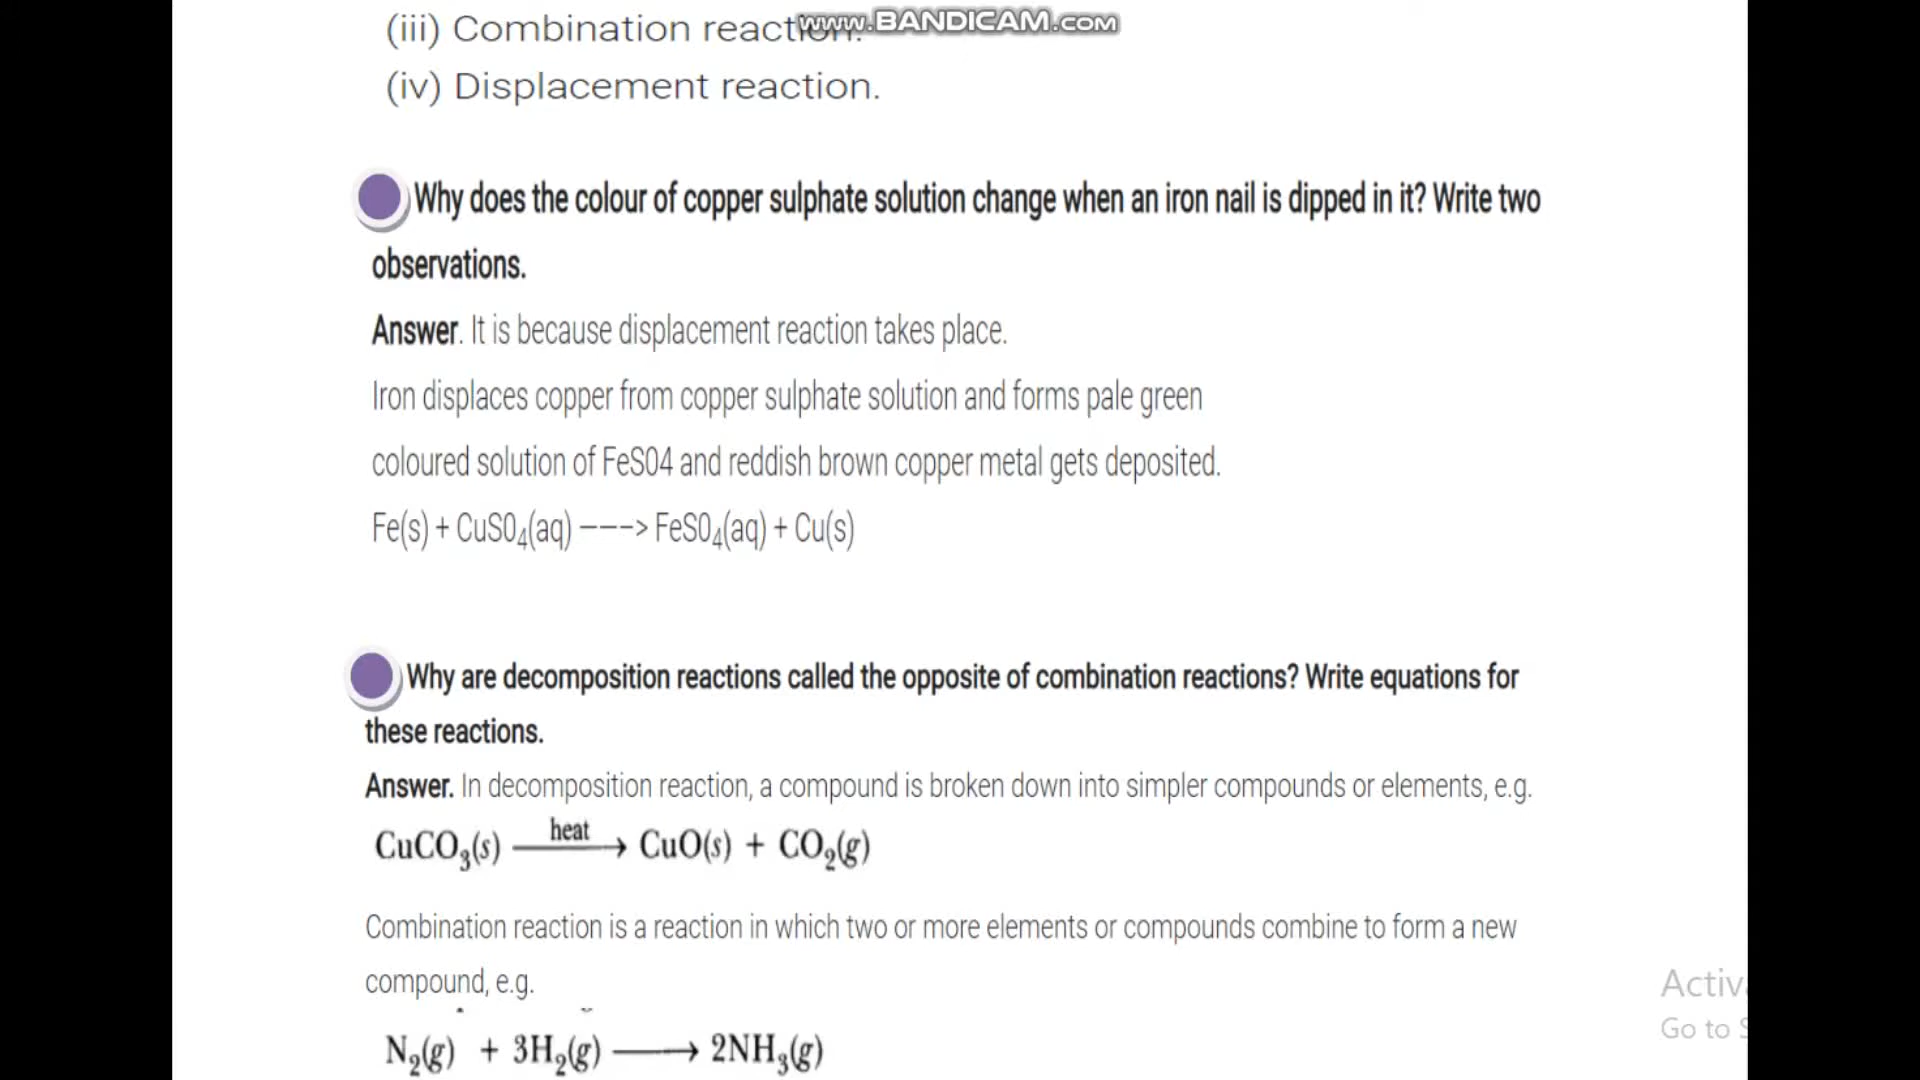 (iii) Combination reaction.
www.BANDICAM.com
(iv) Displacement reaction.
Why does the colour of copper sulphate solution change when an iron nail is dipped in it? Write two
observations.
Answer. It is because displacement reaction takes place.
Iron displaces copper from copper sulphate solution and forms pale green
coloured solution of FeSO4 and reddish brown copper metal gets deposited.
Fe(s) + CuSO₄(aq) –––> FeSO₄(aq) + Cu(s)
Why are decomposition reactions called the opposite of combination reactions? Write equations for
these reactions.
Answer. In decomposition reaction, a compound is broken down into simpler compounds or elements, e.g.
heat
CuCO₃(s) ⟶ CuO(s) + CO₂(g)
Combination reaction is a reaction in which two or more elements or compounds combine to form a new
compound, e.g.
N₂(g) + 3H₂(g) ⟶ 2NH₃(g)
Activ
Go to S